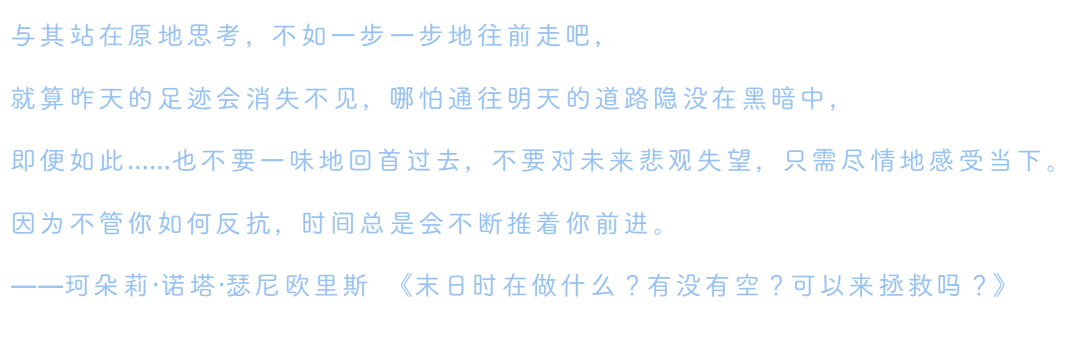 与其站在原地思考，不如一步一步地往前走吧，
就算昨天的足迹会消失不见，哪怕通往明天的道路隐没在黑暗中，
即便如此……也不要一味地回首过去，不要对未来悲观失望，只需尽情地感受当下。
因为不管你如何反抗，时间总是会不断推着你前进。
——珂朵莉·诺塔·瑟尼欧里斯 《末日时在做什么？有没有空？可以来拯救吗？》